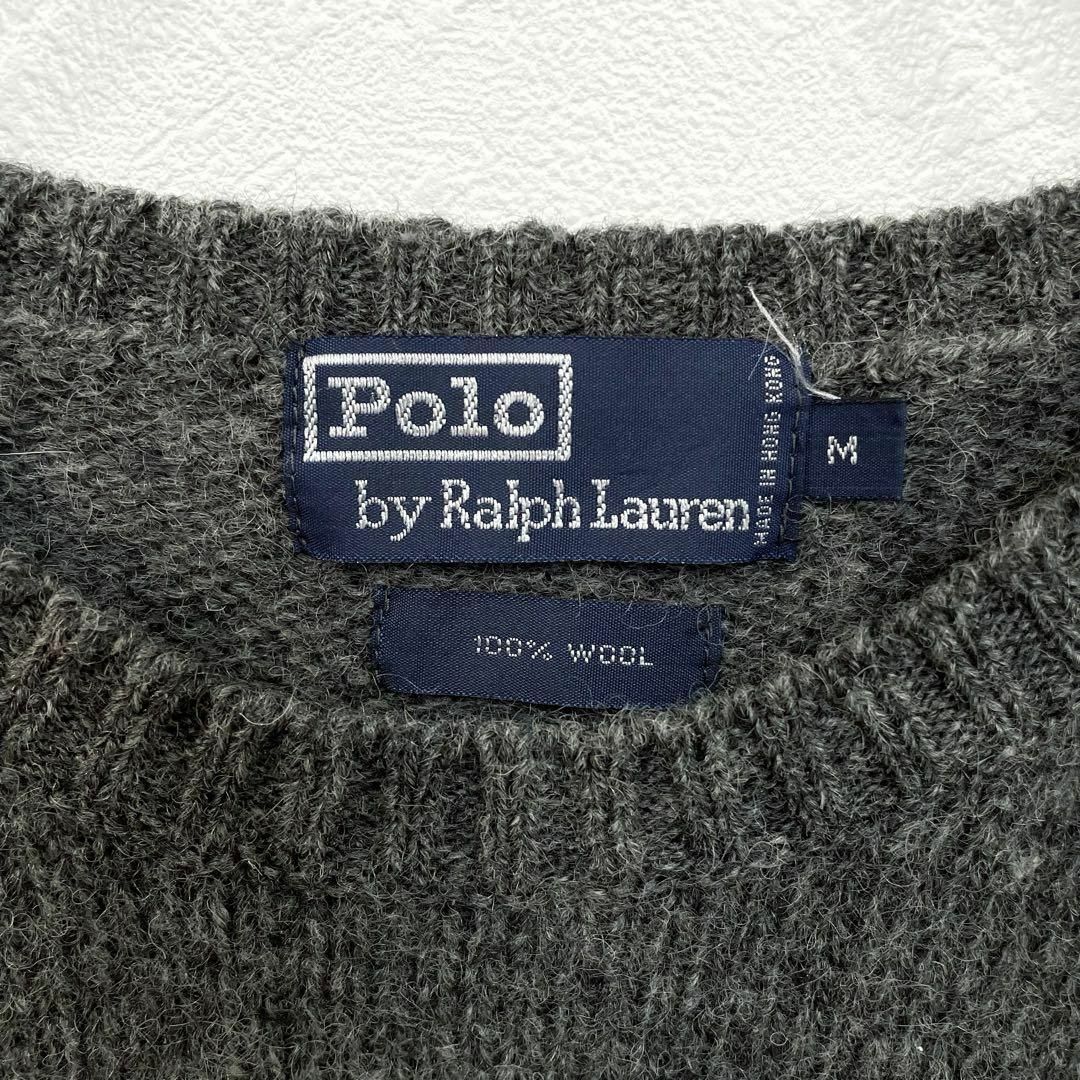 Polo
by Ralph Lauren
MADE IN HONG KONG
M
100% WOOL